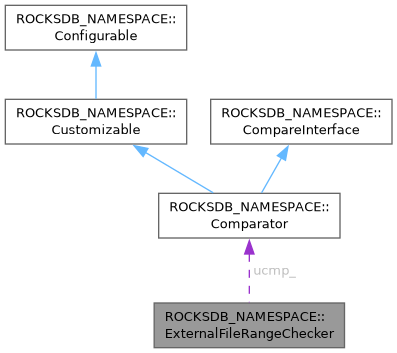 ROCKSDB_NAMESPACE::
Configurable
ROCKSDB_NAMESPACE::
Customizable
ROCKSDB_NAMESPACE::
CompareInterface
ROCKSDB_NAMESPACE::
Comparator
ucmp_
ROCKSDB_NAMESPACE::
ExternalFileRangeChecker